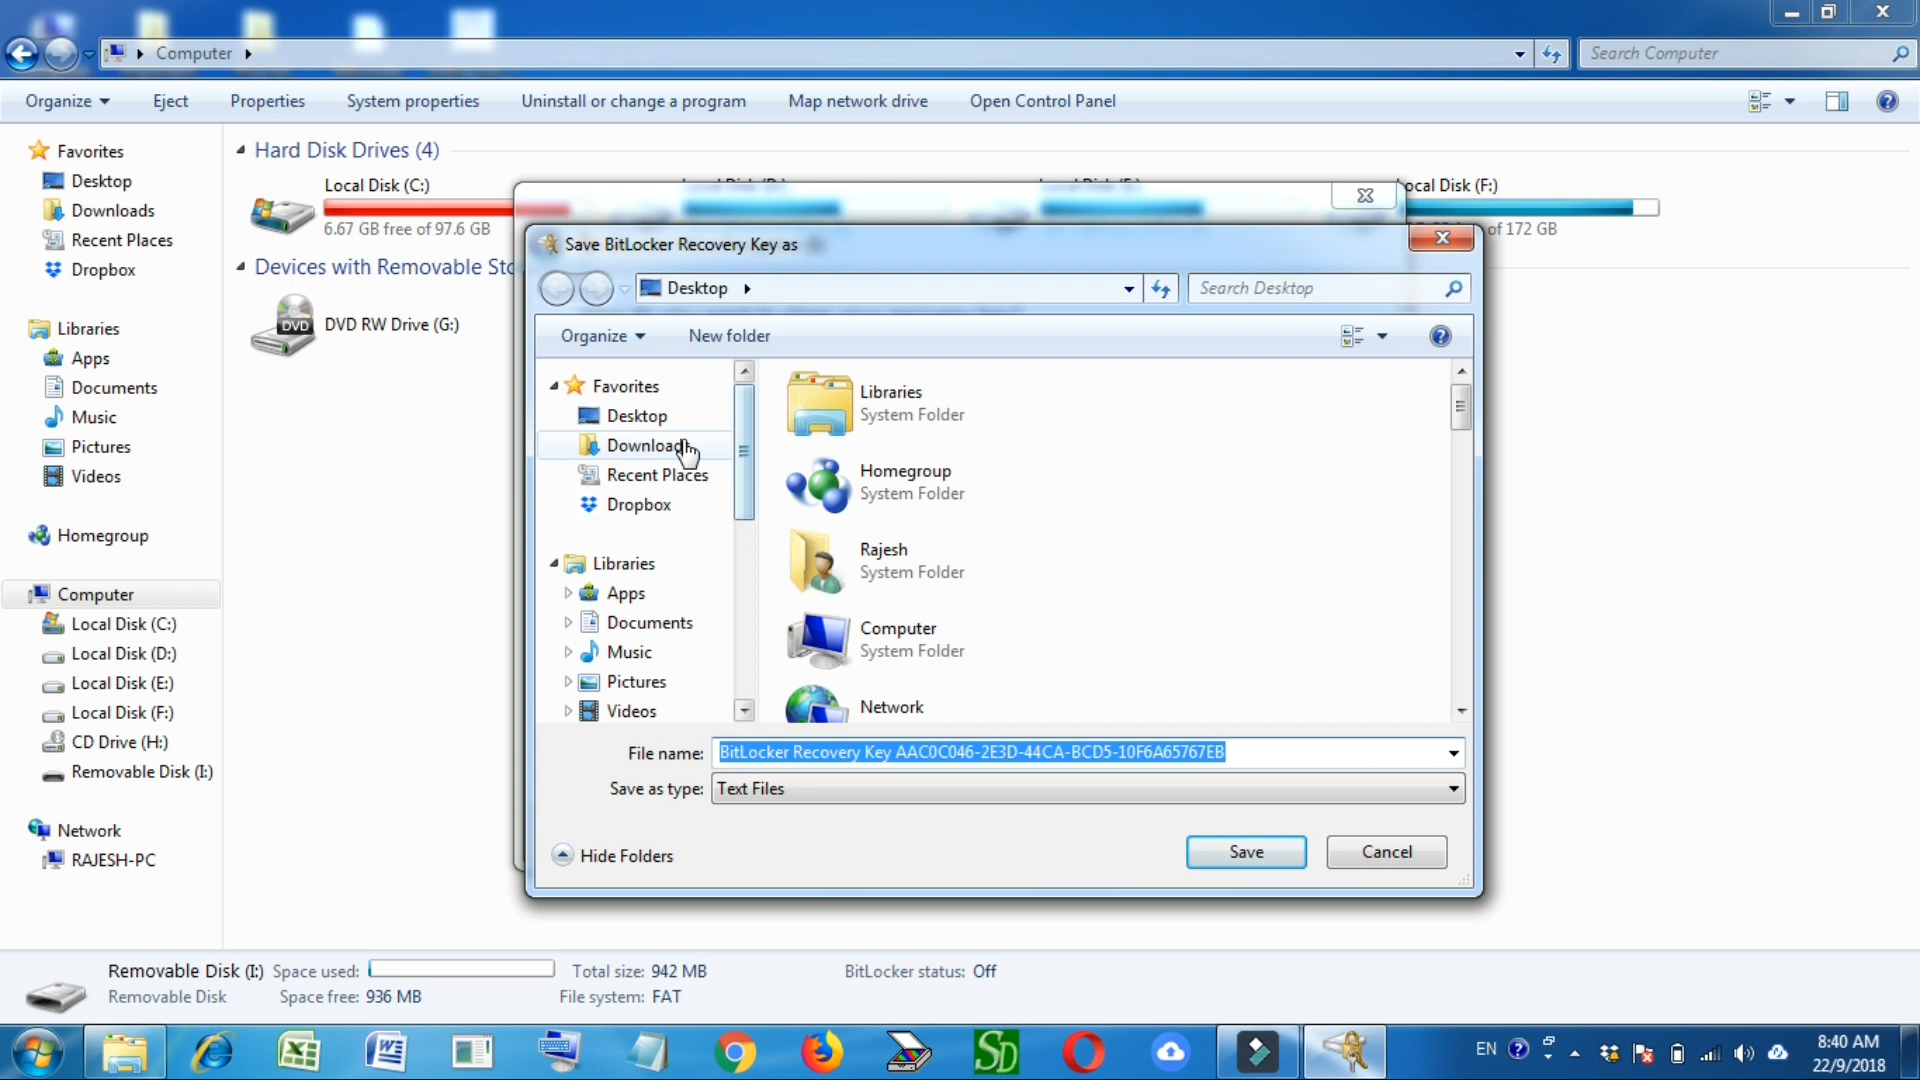 Computer
Search Computer
Organize
Eject
Properties
System properties
Uninstall or change a program
Map network drive
Open Control Panel
Favorites
Desktop
Downloads
Recent Places
Dropbox
Libraries
Apps
Documents
Music
Pictures
Videos
Homegroup
Computer
Local Disk (C:)
Local Disk (D:)
Local Disk (E:)
Local Disk (F:)
CD Drive (H:)
Removable Disk (I:)
Network
RAJESH-PC
Hard Disk Drives (4)
Local Disk (C:)
6.67 GB free of 97.6 GB
ocal Disk (F:)
of 172 GB
Devices with Removable Sto
DVD
DVD RW Drive (G:)
Save BitLocker Recovery Key as
Desktop
Search Desktop
Organize
New folder
Favorites
Desktop
Downloads
Recent Places
Dropbox
Libraries
Apps
Documents
Music
Pictures
Videos
Libraries
System Folder
Homegroup
System Folder
Rajesh
System Folder
Computer
System Folder
Network
File name: BitLocker Recovery Key AAC0C046-2E3D-44CA-BCD5-10F6A65767EB
Save as type: Text Files
Hide Folders
Save
Cancel
Removable Disk (I:) Space used: Total size: 942 MB BitLocker status: Off
Removable Disk Space free: 936 MB File system: FAT
SD
EN
8:40 AM
22/9/2018